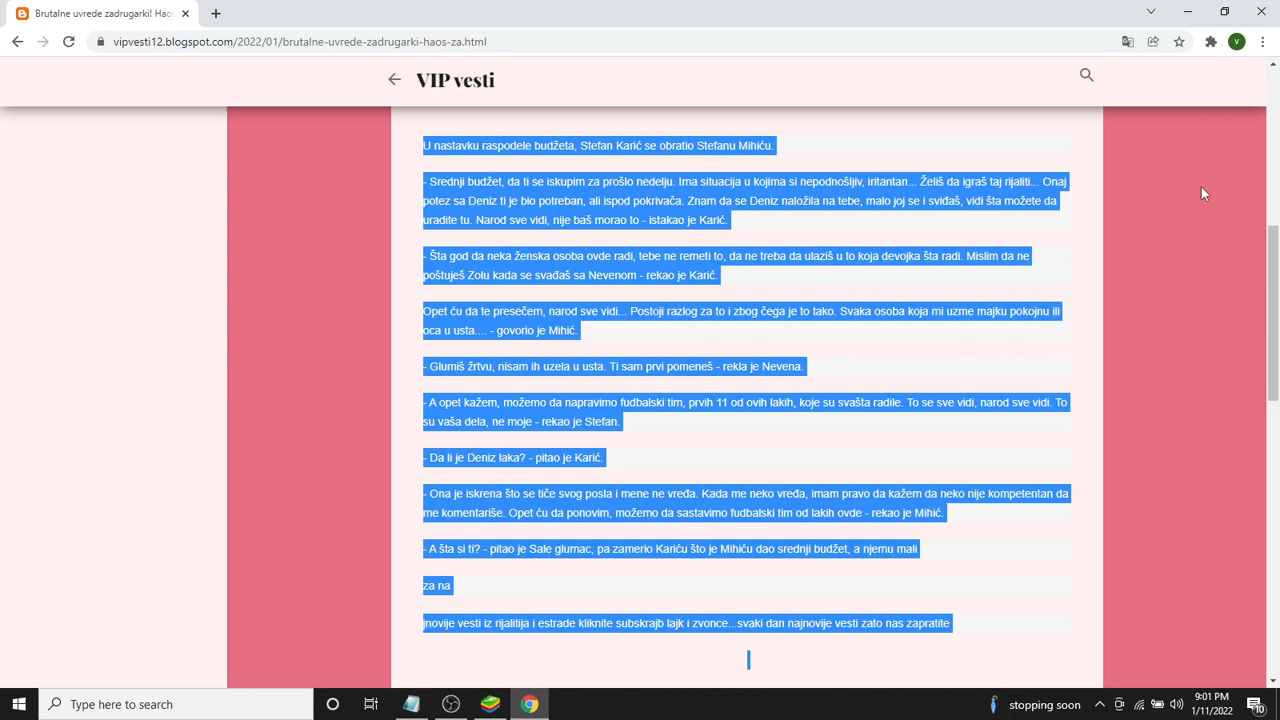 Brutalne uvrede zadrugarki! Hao
vipvesti12.blogspot.com/2022/01/brutalne-uvrede-zadrugarki-haos-za.html
V
VIP vesti
U nastavku raspodele budžeta, Stefan Karić se obratio Stefanu Mihiću.
- Srednji budžet, da ti se iskupim za prošlo nedelju. Ima situacija u kojima si nepodnošljiv, iritantan... Želiš da igraš taj rijaliti... Onaj
potez sa Deniz ti je bio potreban, ali ispod pokrivača. Znam da se Deniz naložila na tebe, malo joj se i sviđaš, vidi šta možete da
uradite tu. Narod sve vidi, nije baš morao to - istakao je Karić.
- Šta god da neka ženska osoba ovde radi, tebe ne remeti to, da ne treba da ulaziš u to koja devojka šta radi. Mislim da ne
poštuješ Zolu kada se svađaš sa Nevenom - rekao je Karić.
Opet ću da te presečem, narod sve vidi... Postoji razlog za to i zbog čega je to tako. Svaka osoba koja mi uzme majku pokojnu ili
oca u usta.... - govorio je Mihić.
- Glumiš žrtvu, nisam ih uzela u usta. Ti sam prvi pomeneš - rekla je Nevena.
- A opet kažem, možemo da napravimo fudbalski tim, prvih 11 od ovih lakih, koje su svašta radile. To se sve vidi, narod sve vidi. To
su vaša dela, ne moje - rekao je Stefan.
- Da li je Deniz laka? - pitao je Karić.
- Ona je iskrena što se tiče svog posla i mene ne vređa. Kada me neko vređa, imam pravo da kažem da neko nije kompetentan da
me komentariše. Opet ću da ponovim, možemo da sastavimo fudbalski tim od lakih ovde - rekao je Mihić.
- A šta si ti? - pitao je Sale glumac, pa zamerio Kariću što je Mihiću dao srednji budžet, a njemu mali
za na
jnovije vesti iz rijalitija i estrade kliknite subskrajb lajk i zvonce...svaki dan najnovije vesti zato nas zapratite
Type here to search
stopping soon
9:01 PM
1/11/2022
10